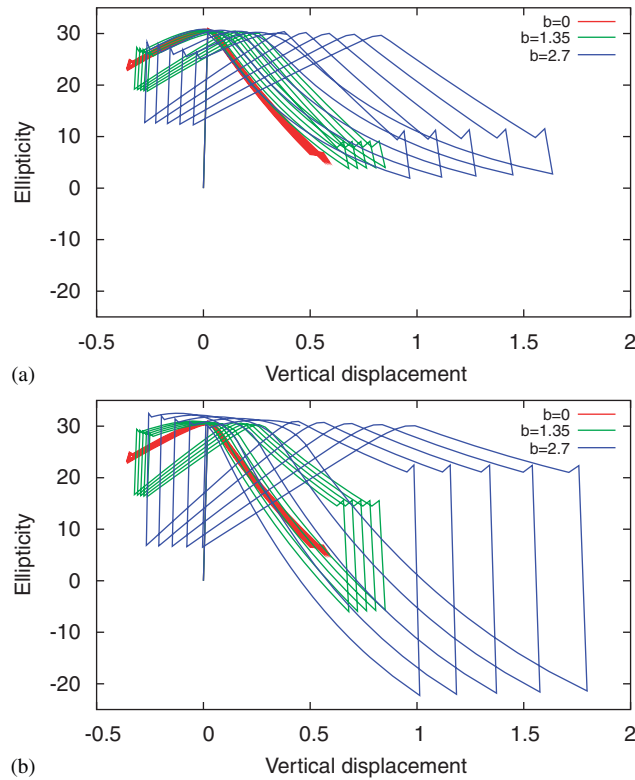 30
20
10
0
-10
-20
-0.5
0
0.5
1
1.5
2
Ellipticity
Vertical displacement
b=0
b=1.35
b=2.7
(a)
30
20
10
0
-10
-20
-0.5
0
0.5
1
1.5
2
Ellipticity
Vertical displacement
b=0
b=1.35
b=2.7
(b)